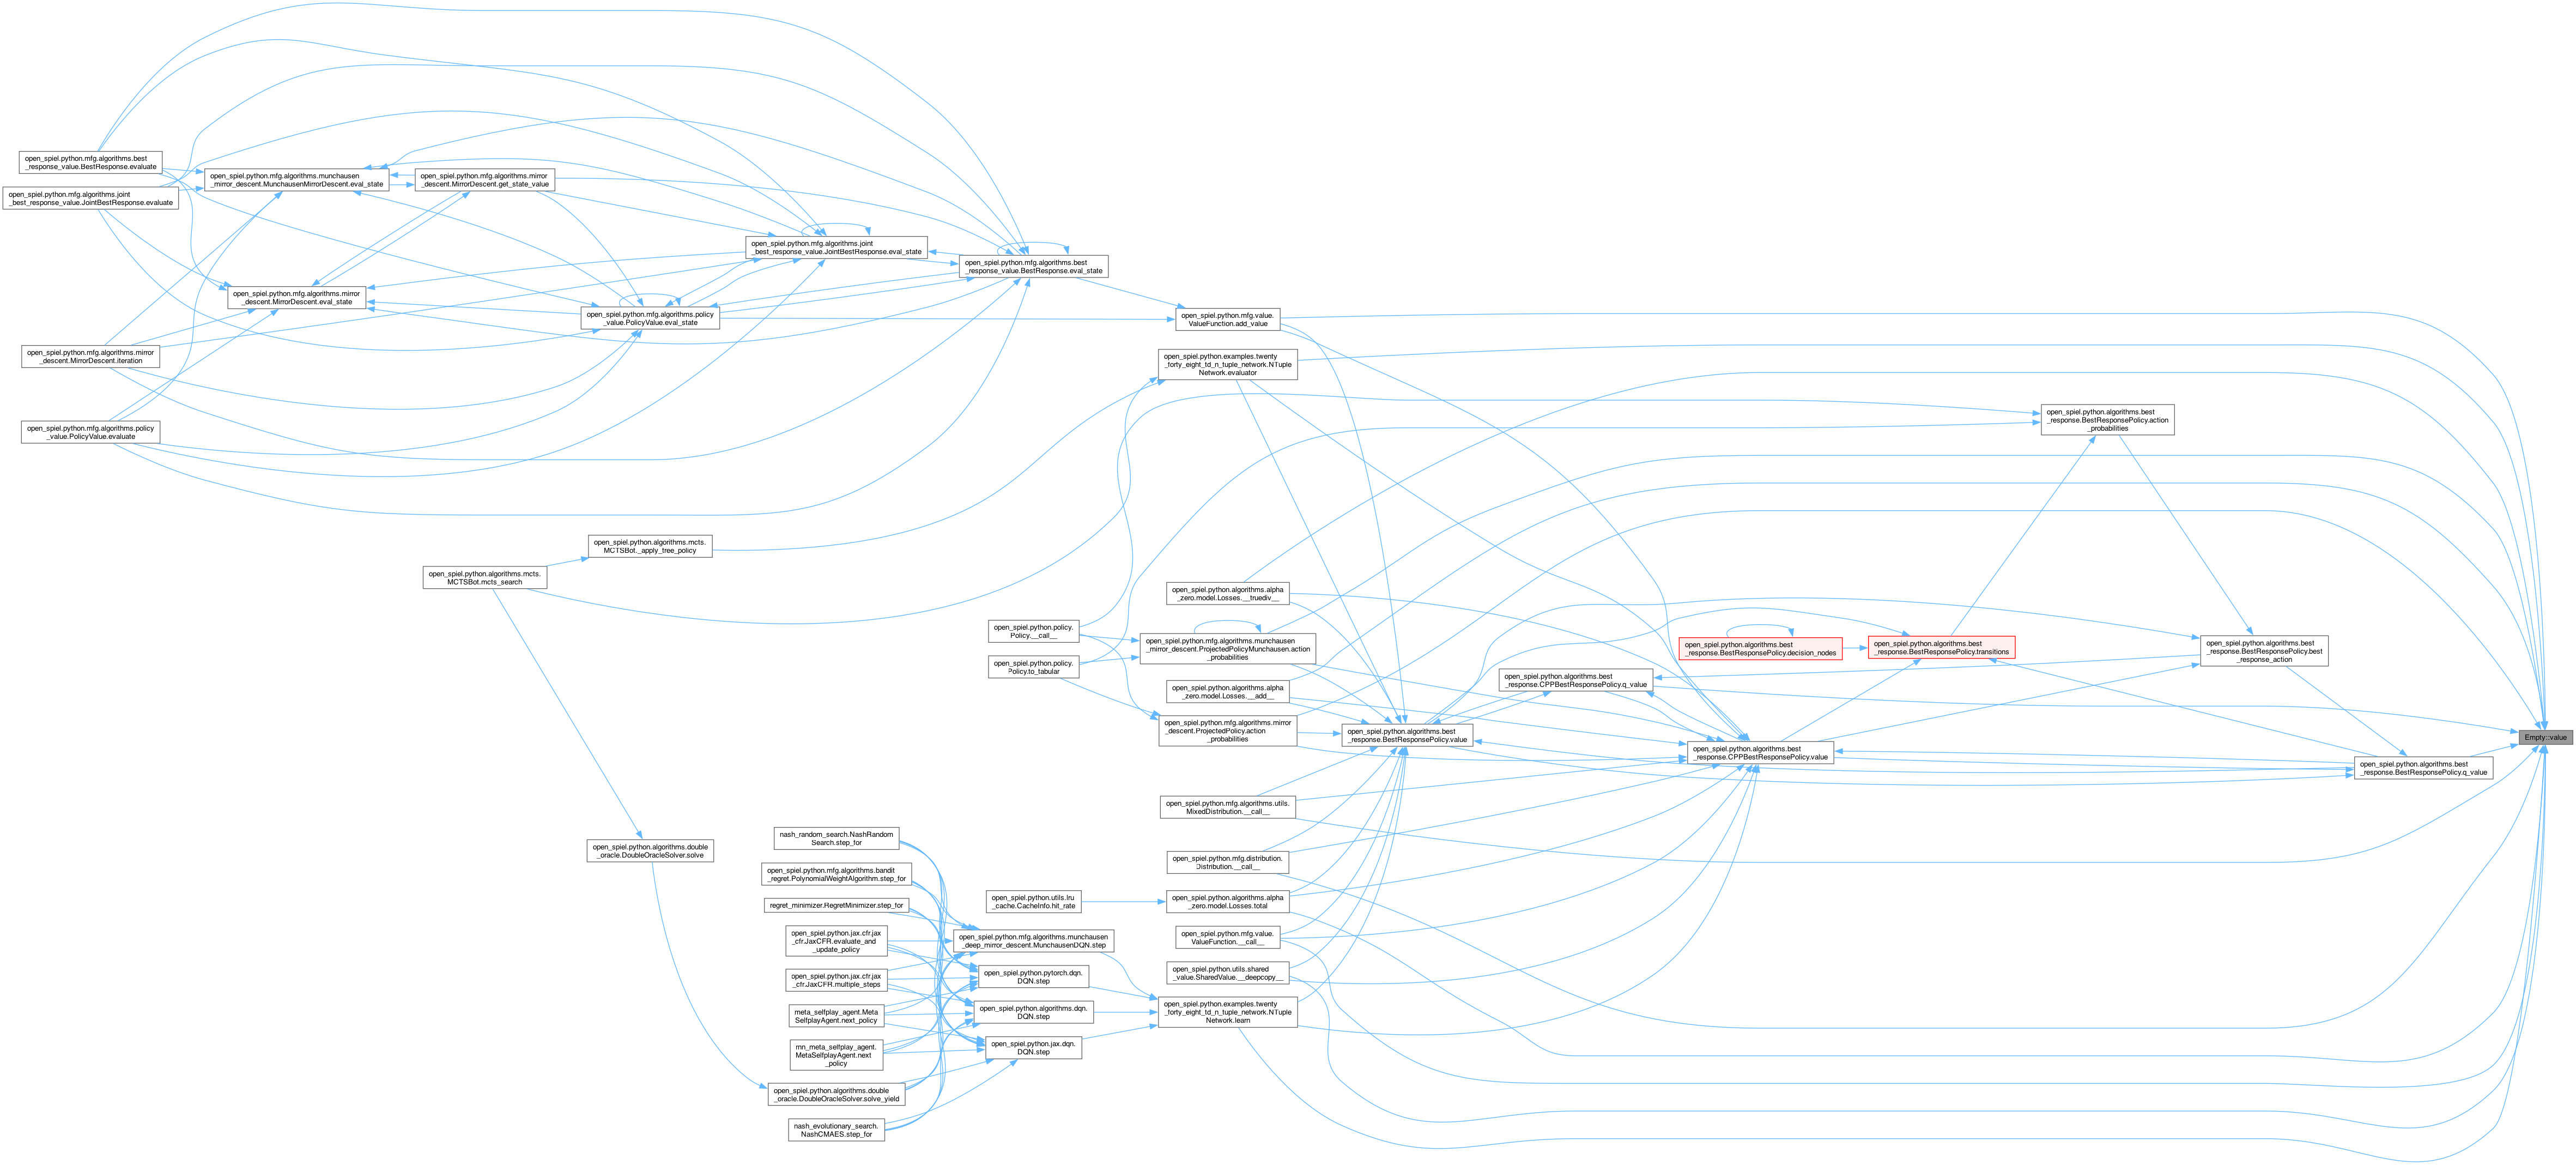 open_spiel.python.mfg.algorithms.best
_response_value.BestResponse.evaluate
open_spiel.python.mfg.algorithms.joint
_best_response_value.JointBestResponse.evaluate
open_spiel.python.mfg.algorithms.munchausen
_mirror_descent.MunchausenMirrorDescent.eval_state
open_spiel.python.mfg.algorithms.mirror
_descent.MirrorDescent.get_state_value
open_spiel.python.mfg.algorithms.joint
_best_response_value.JointBestResponse.eval_state
open_spiel.python.mfg.algorithms.best
_response_value.BestResponse.eval_state
open_spiel.python.mfg.algorithms.mirror
_descent.MirrorDescent.eval_state
open_spiel.python.mfg.algorithms.policy
_value.PolicyValue.eval_state
open_spiel.python.mfg.value.
ValueFunction.add_value
open_spiel.python.mfg.algorithms.mirror
_descent.MirrorDescent.iteration
open_spiel.python.examples.twenty
_forty_eight_td_n_tuple_network.NTuple
Network.evaluator
open_spiel.python.mfg.algorithms.policy
_value.PolicyValue.evaluate
open_spiel.python.algorithms.best
_response.BestResponsePolicy.action
_probabilities
open_spiel.python.algorithms.mcts.
MCTSBot._apply_tree_policy
open_spiel.python.algorithms.mcts.
MCTSBot.mcts_search
open_spiel.python.algorithms.alpha
_zero.model.Losses.__truediv__
open_spiel.python.policy.
Policy.__call__
open_spiel.python.mfg.algorithms.munchausen
_mirror_descent.ProjectedPolicyMunchausen.action
_probabilities
open_spiel.python.algorithms.best
_response.BestResponsePolicy.decision_nodes
open_spiel.python.algorithms.best
_response.BestResponsePolicy.transitions
open_spiel.python.algorithms.best
_response.BestResponsePolicy.best
_response_action
open_spiel.python.policy.
Policy.to_tabular
open_spiel.python.algorithms.best
_response.CPPBestResponsePolicy.q_value
open_spiel.python.algorithms.alpha
_zero.model.Losses.__add__
open_spiel.python.mfg.algorithms.mirror
_descent.ProjectedPolicy.action
_probabilities
open_spiel.python.algorithms.best
_response.BestResponsePolicy.value
open_spiel.python.algorithms.best
_response.CPPBestResponsePolicy.value
Empty::value
open_spiel.python.algorithms.best
_response.BestResponsePolicy.q_value
open_spiel.python.mfg.algorithms.utils.
MixedDistribution.__call__
nash_random_search.NashRandom
Search.step_for
open_spiel.python.algorithms.double
_oracle.DoubleOracleSolver.solve
open_spiel.python.mfg.distribution.
Distribution.__call__
open_spiel.python.mfg.algorithms.bandit
_regret.PolynomialWeightAlgorithm.step_for
open_spiel.python.utils.lru
_cache.CacheInfo.hit_rate
open_spiel.python.algorithms.alpha
_zero.model.Losses.total
regret_minimizer.RegretMinimizer.step_for
open_spiel.python.jax.cfr.jax
_cfr.JaxCFR.evaluate_and
_update_policy
open_spiel.python.mfg.algorithms.munchausen
_deep_mirror_descent.MunchausenDQN.step
open_spiel.python.mfg.value.
ValueFunction.__call__
open_spiel.python.jax.cfr.jax
_cfr.JaxCFR.multiple_steps
open_spiel.python.pytorch.dqn.
DQN.step
open_spiel.python.utils.shared
_value.SharedValue.__deepcopy__
meta_selfplay_agent.Meta
SelfplayAgent.next_policy
open_spiel.python.algorithms.dqn.
DQN.step
open_spiel.python.examples.twenty
_forty_eight_td_n_tuple_network.NTuple
Network.learn
mn_meta_selfplay_agent.
MetaSelfplayAgent.next
_policy
open_spiel.python.jax.dqn.
DQN.step
open_spiel.python.algorithms.double
_oracle.DoubleOracleSolver.solve_yield
nash_evolutionary_search.
NashCMAES.step_for